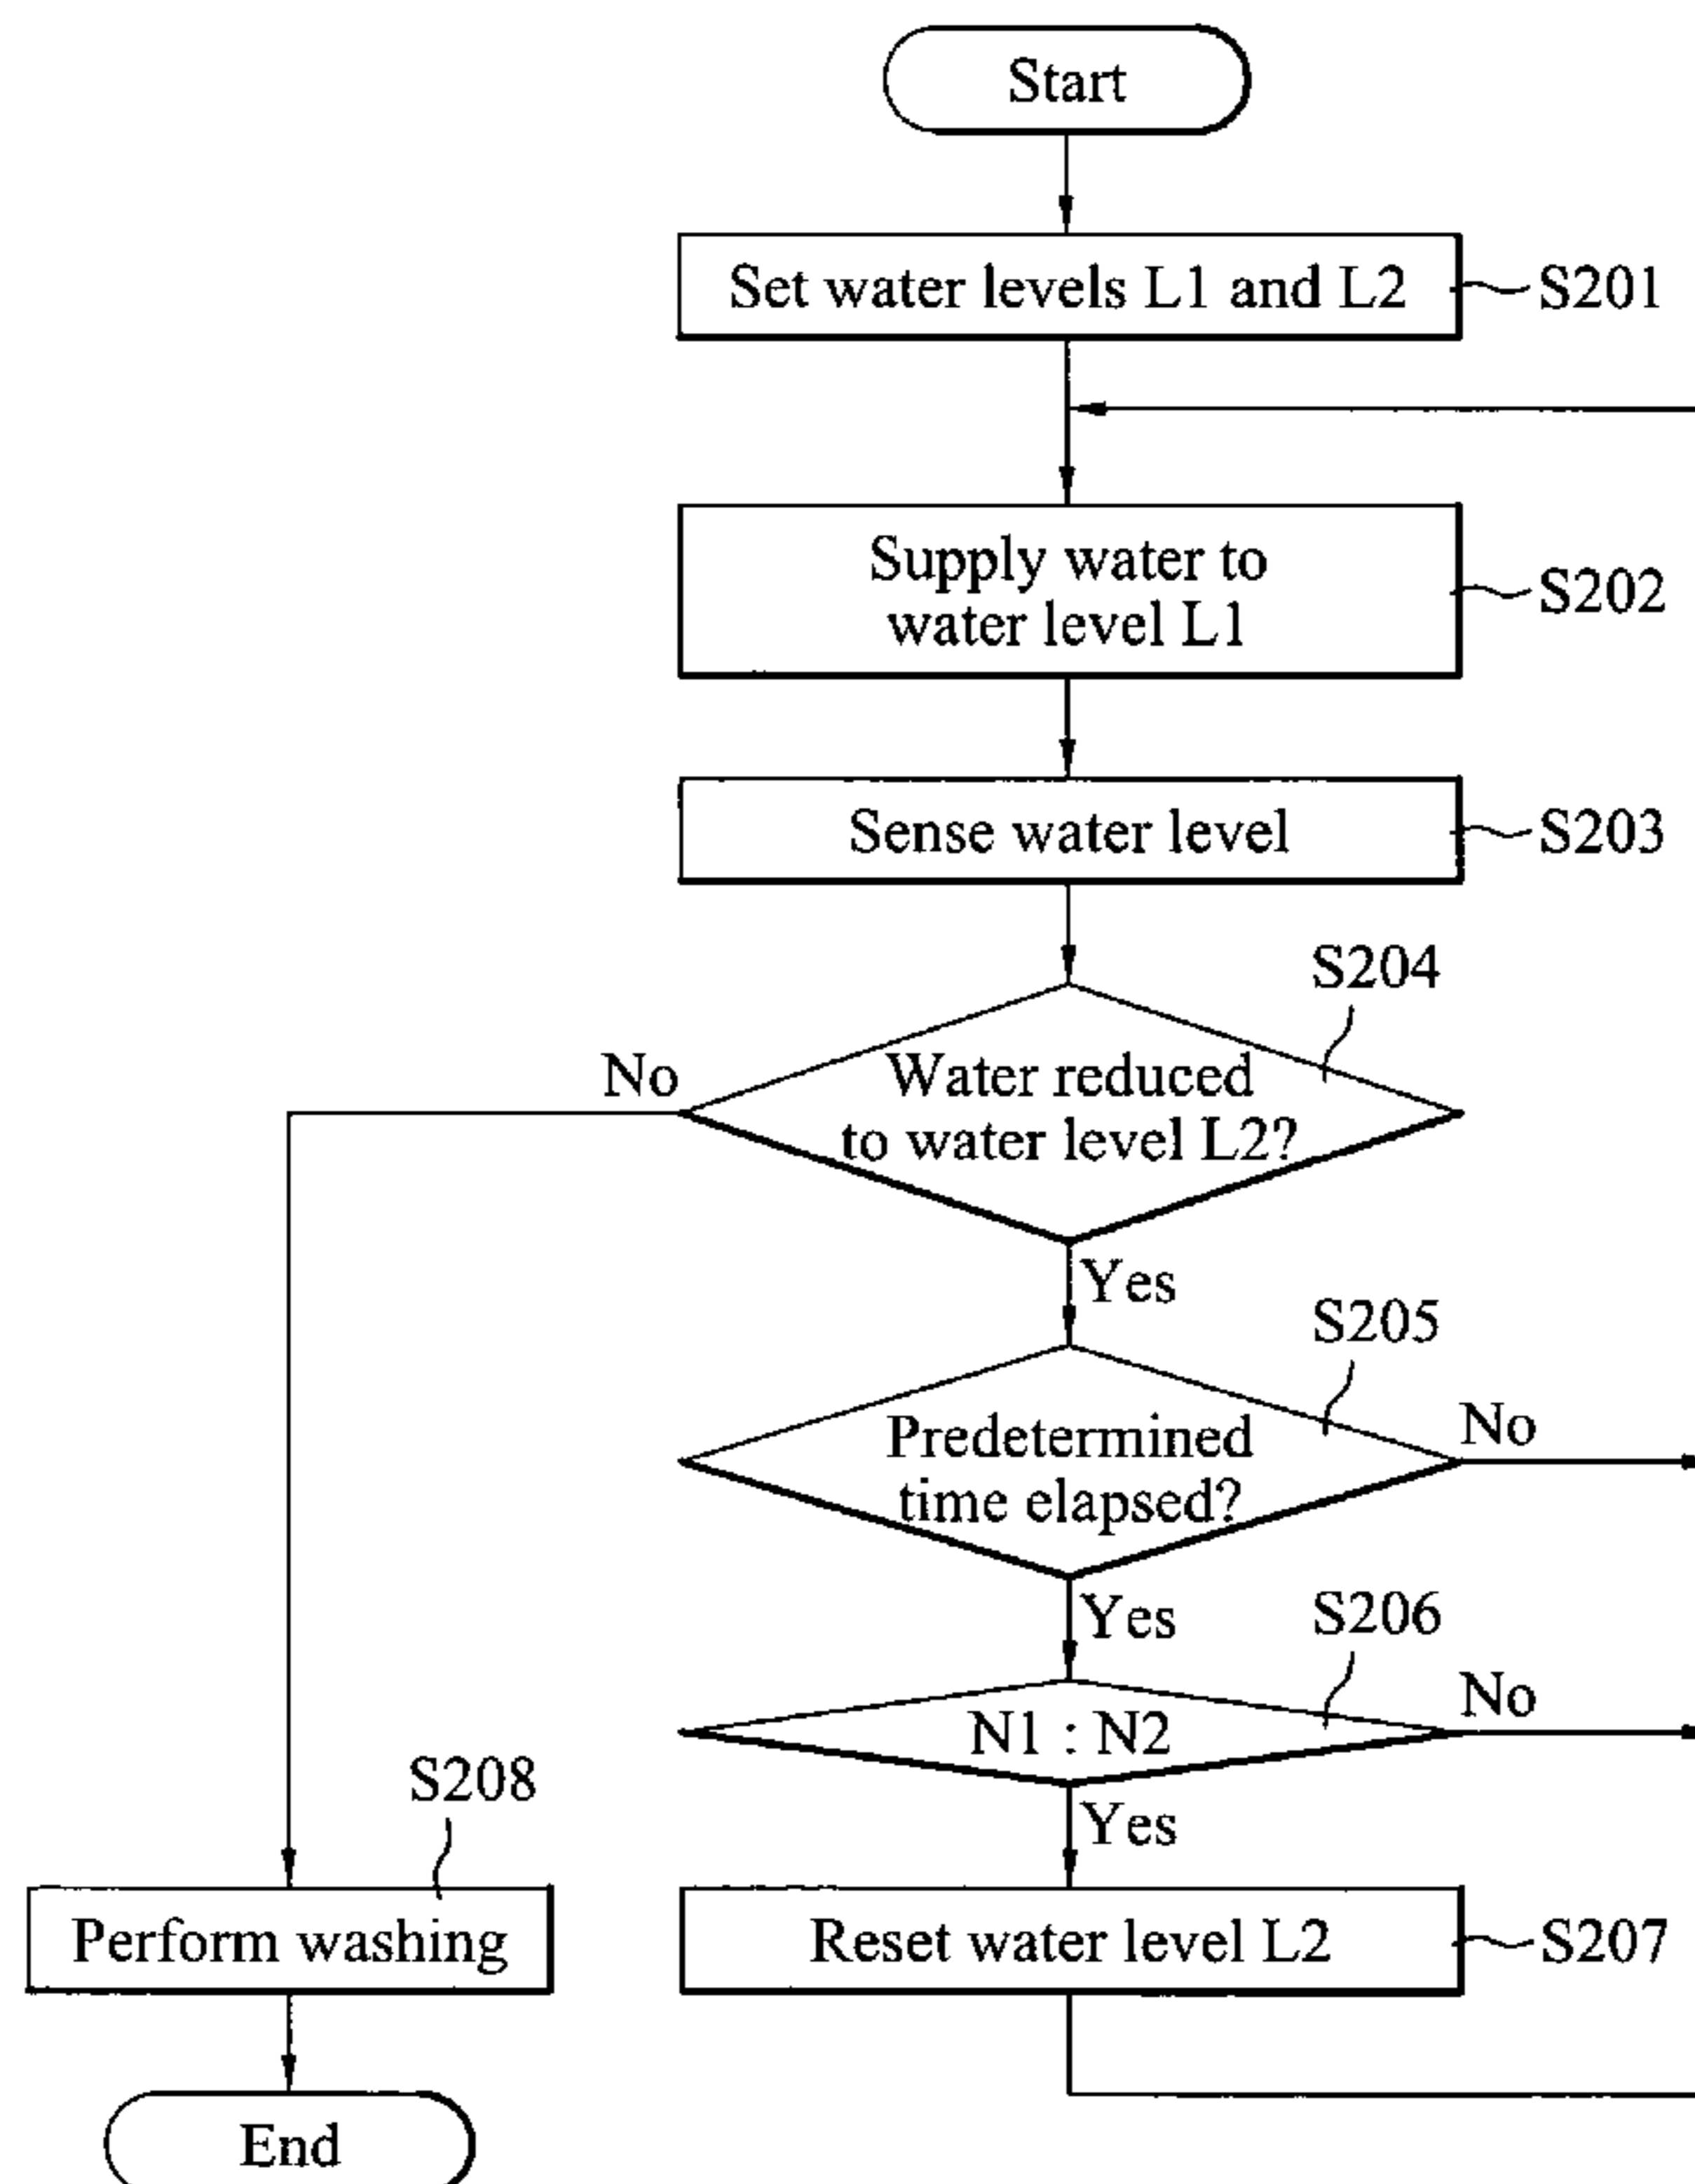 Start
Set water levels L1 and L2
S201
Supply water to
water level L1
S202
Sense water level
S203
S204
No
Water reduced
to water level L2?
Yes
S205
Predetermined
time elapsed?
No
Yes
S206
N1 : N2
No
Yes
S208
Perform washing
Reset water level L2
S207
End